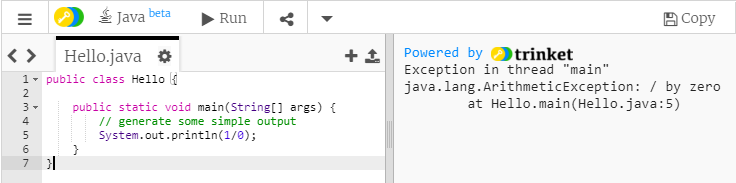 Java beta Run Copy
Hello.java
1 public class Hello {
2
3 public static void main(String[] args) {
4 // generate some simple output
5 System.out.println(1/0);
6 }
7 }
Powered by trinket
Exception in thread "main"
java.lang.ArithmeticException: / by zero
at Hello.main(Hello.java:5)